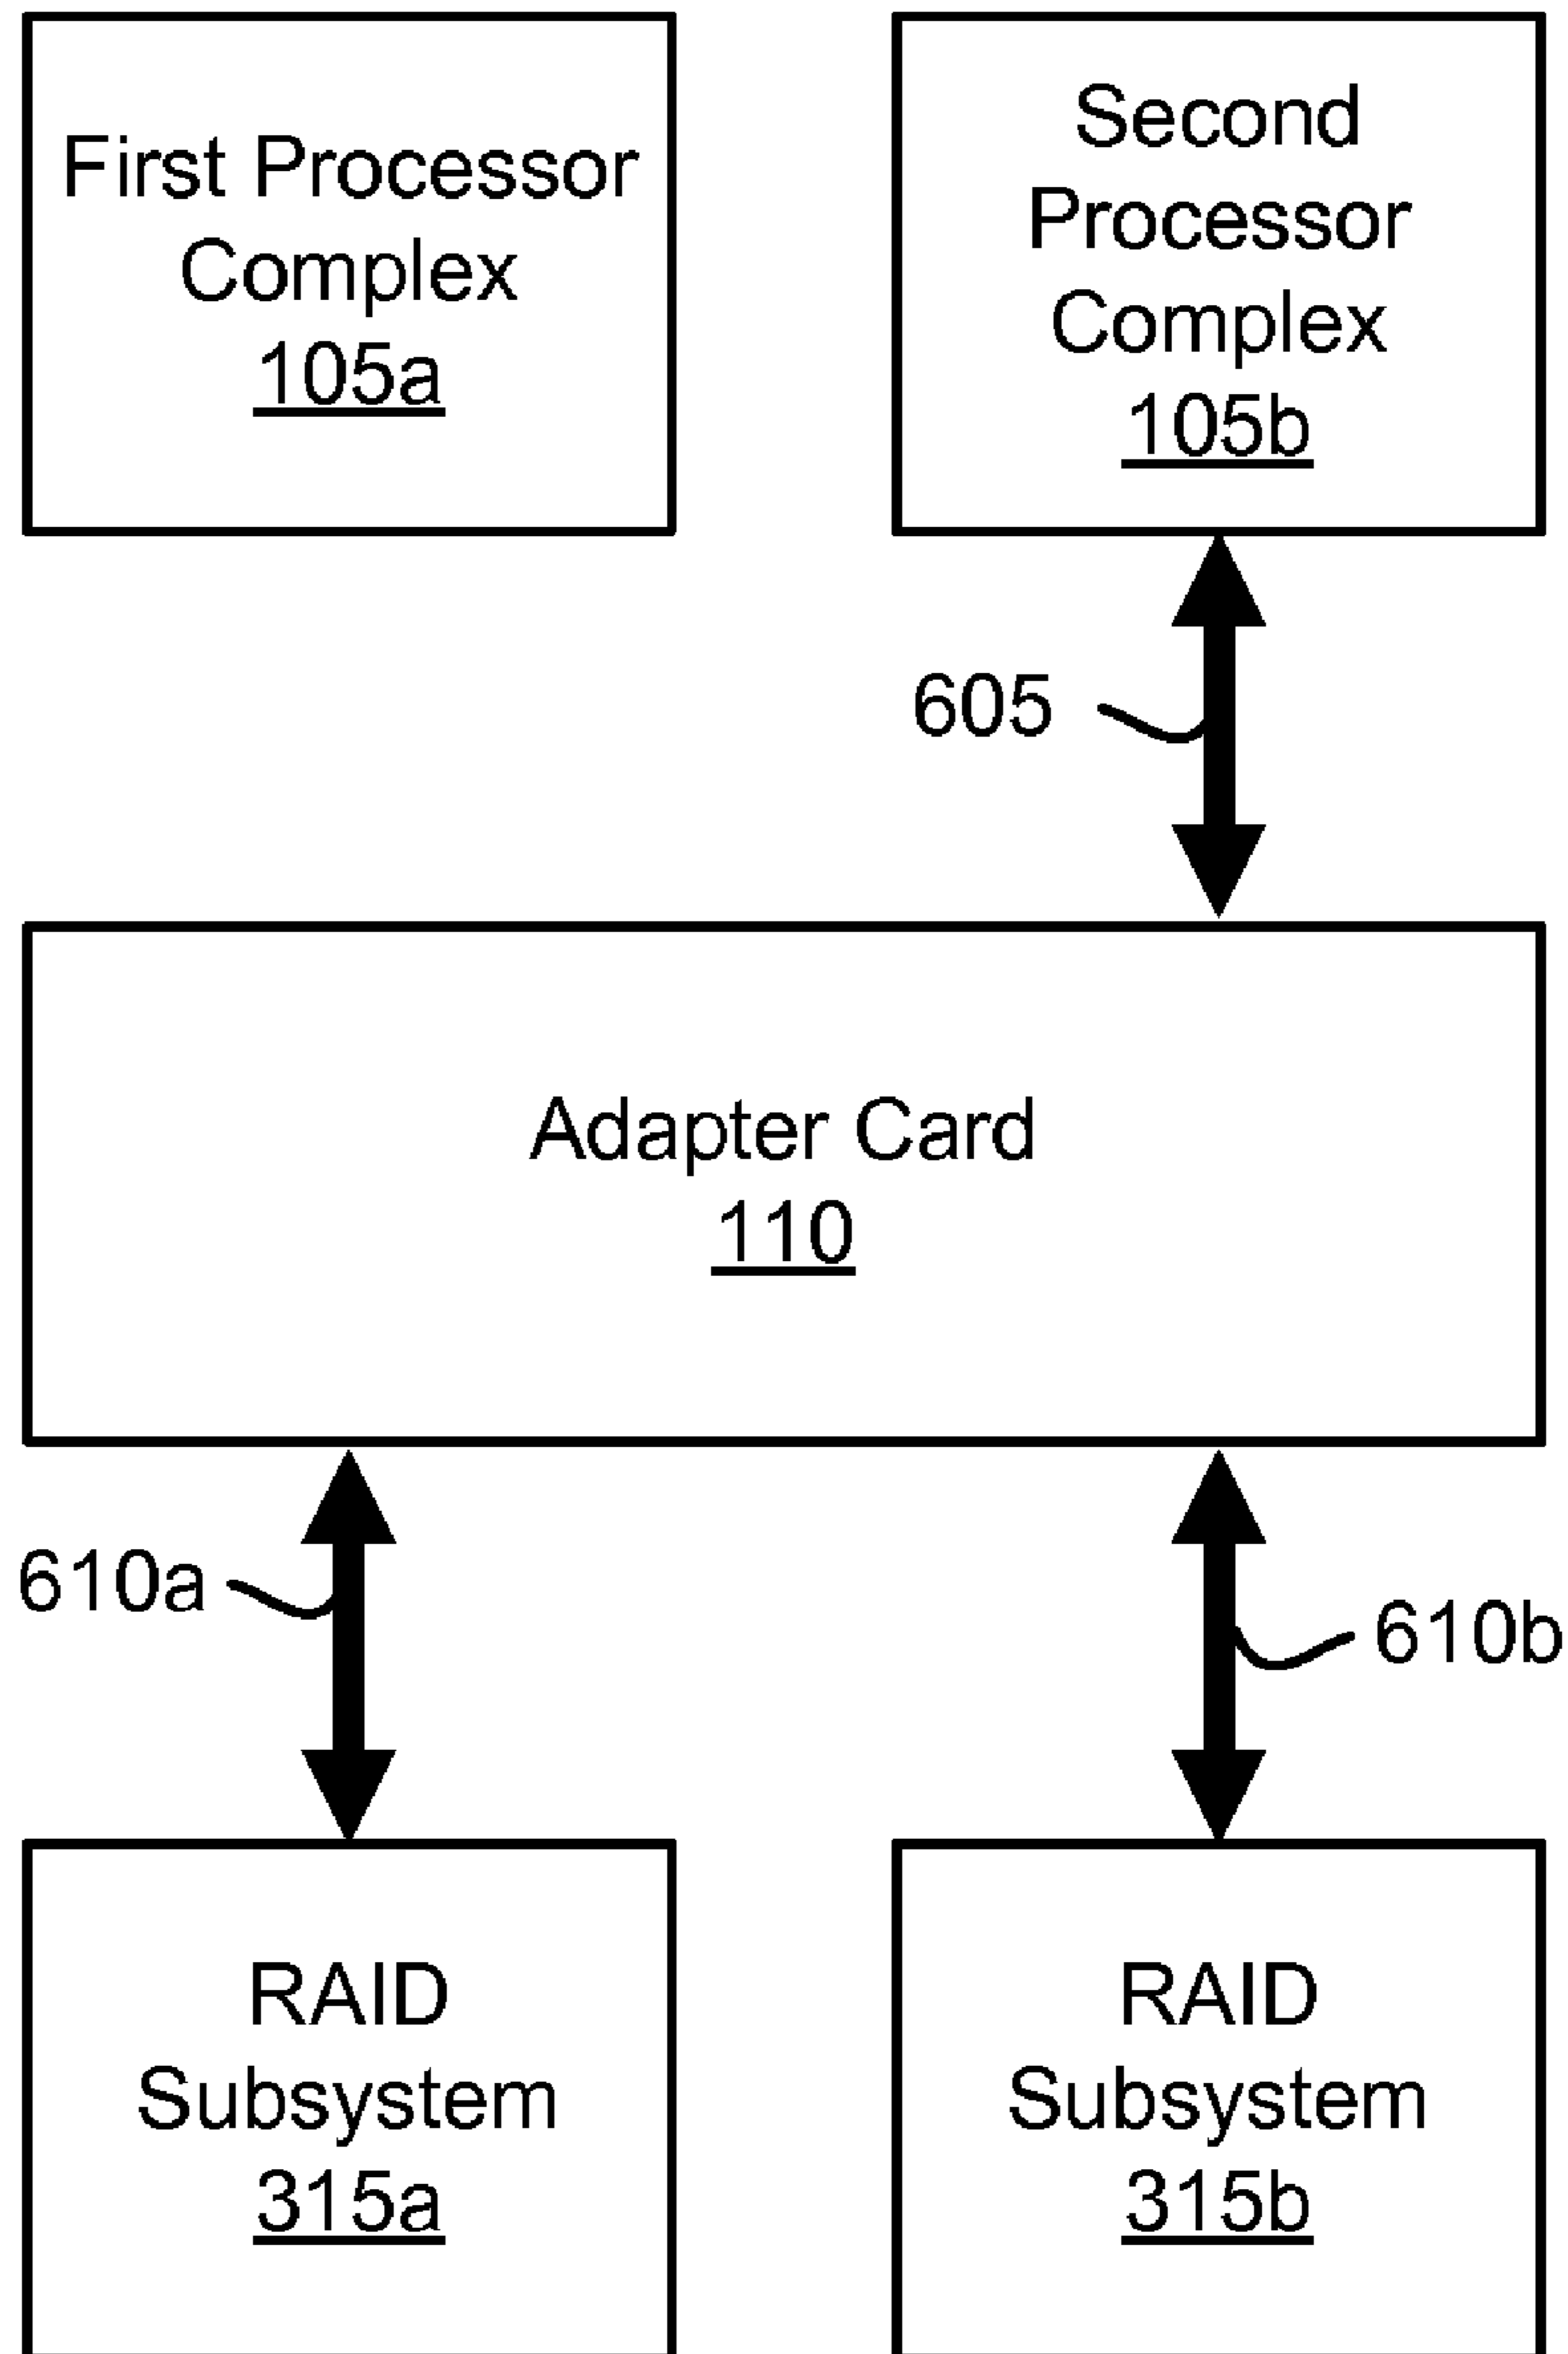 First Processor
Complex
105a
Second
Processor
Complex
105b
605
Adapter Card
110
610a
610b
RAID
Subsystem
315a
RAID
Subsystem
315b